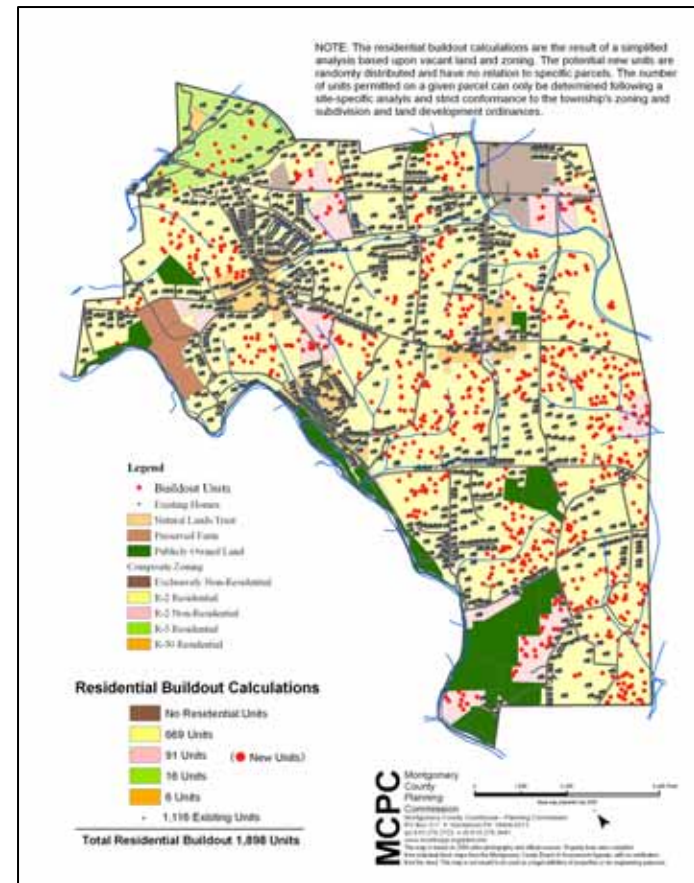 NOTE: The residential buildout calculations are the result of a simplified
analysis based upon vacant land and zoning. The potential new units are
randomly distributed and have no relation to specific parcels. The number
of units permitted on a given parcel can only be determined following a
site-specific analyis and strict conformance to the township's zoning and
subdivision and land development ordinances.
Legend
Buildout Units
Existing Homes
Natural Lands Trust
Preserved Farm
Publicly Owned Land
Composite Zoning
Exclusively Non-Residential
R-2 Residential
R-2 Non-Residential
R-5 Residential
R-50 Residential
Residential Buildout Calculations
No Residential Units
669 Units
91 Units (● New Units)
16 Units
6 Units
1,116 Existing Units
Total Residential Buildout 1,898 Units
MCPC
Montgomery
County
Planning
Commission
Montgomery County Courthouse - Planning Commission